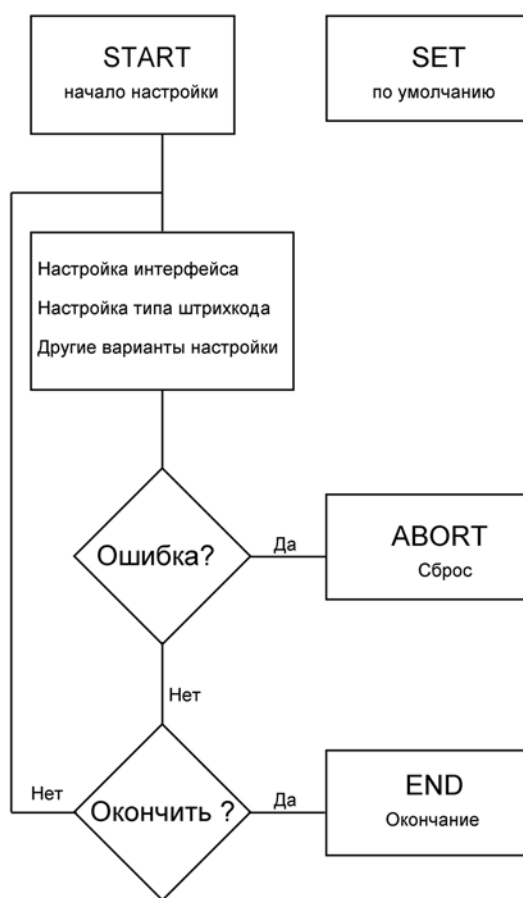 START
начало настройки
SET
по умолчанию
Настройка интерфейса
Настройка типа штрихкода
Другие варианты настройки
Ошибка?
Да
ABORT
Сброс
Нет
Нет
Окончить ?
Да
END
Окончание